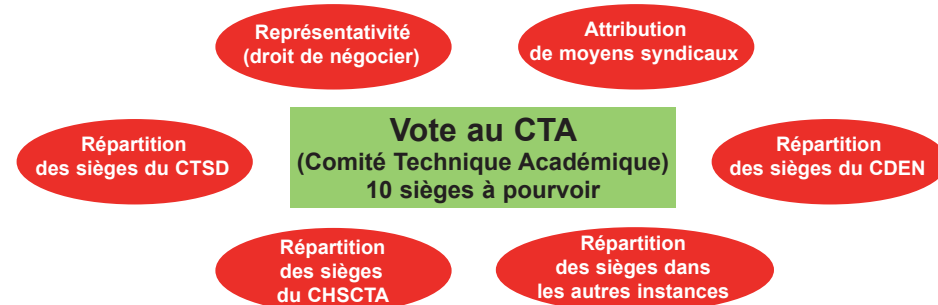 Représentativité
(droit de négocier)
Attribution
de moyens syndicaux
Répartition
des sièges du CTSD
Vote au CTA
(Comité Technique Académique)
10 sièges à pourvoir
Répartition
des sièges du CDEN
Répartition
des sièges
du CHSCTA
Répartition
des sièges dans
les autres instances